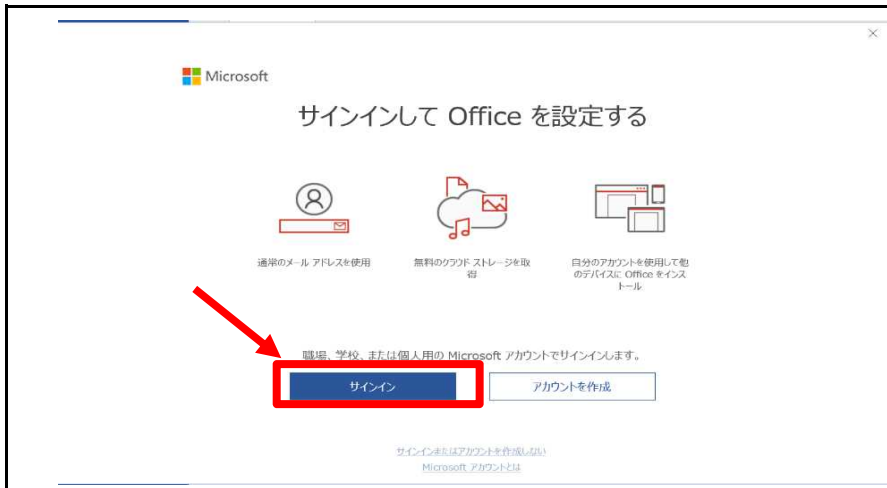 Microsoft
サインインして Office を設定する
通常のメール アドレスを使用
無料のクラウド ストレージを取
得
自分のアカウントを使用して他
のデバイスに Office をインス
トール
職場、学校、または個人用の Microsoft アカウントでサインインします。
サインイン
アカウントを作成
サインインまたはアカウントを作成しない
Microsoft アカウントとは